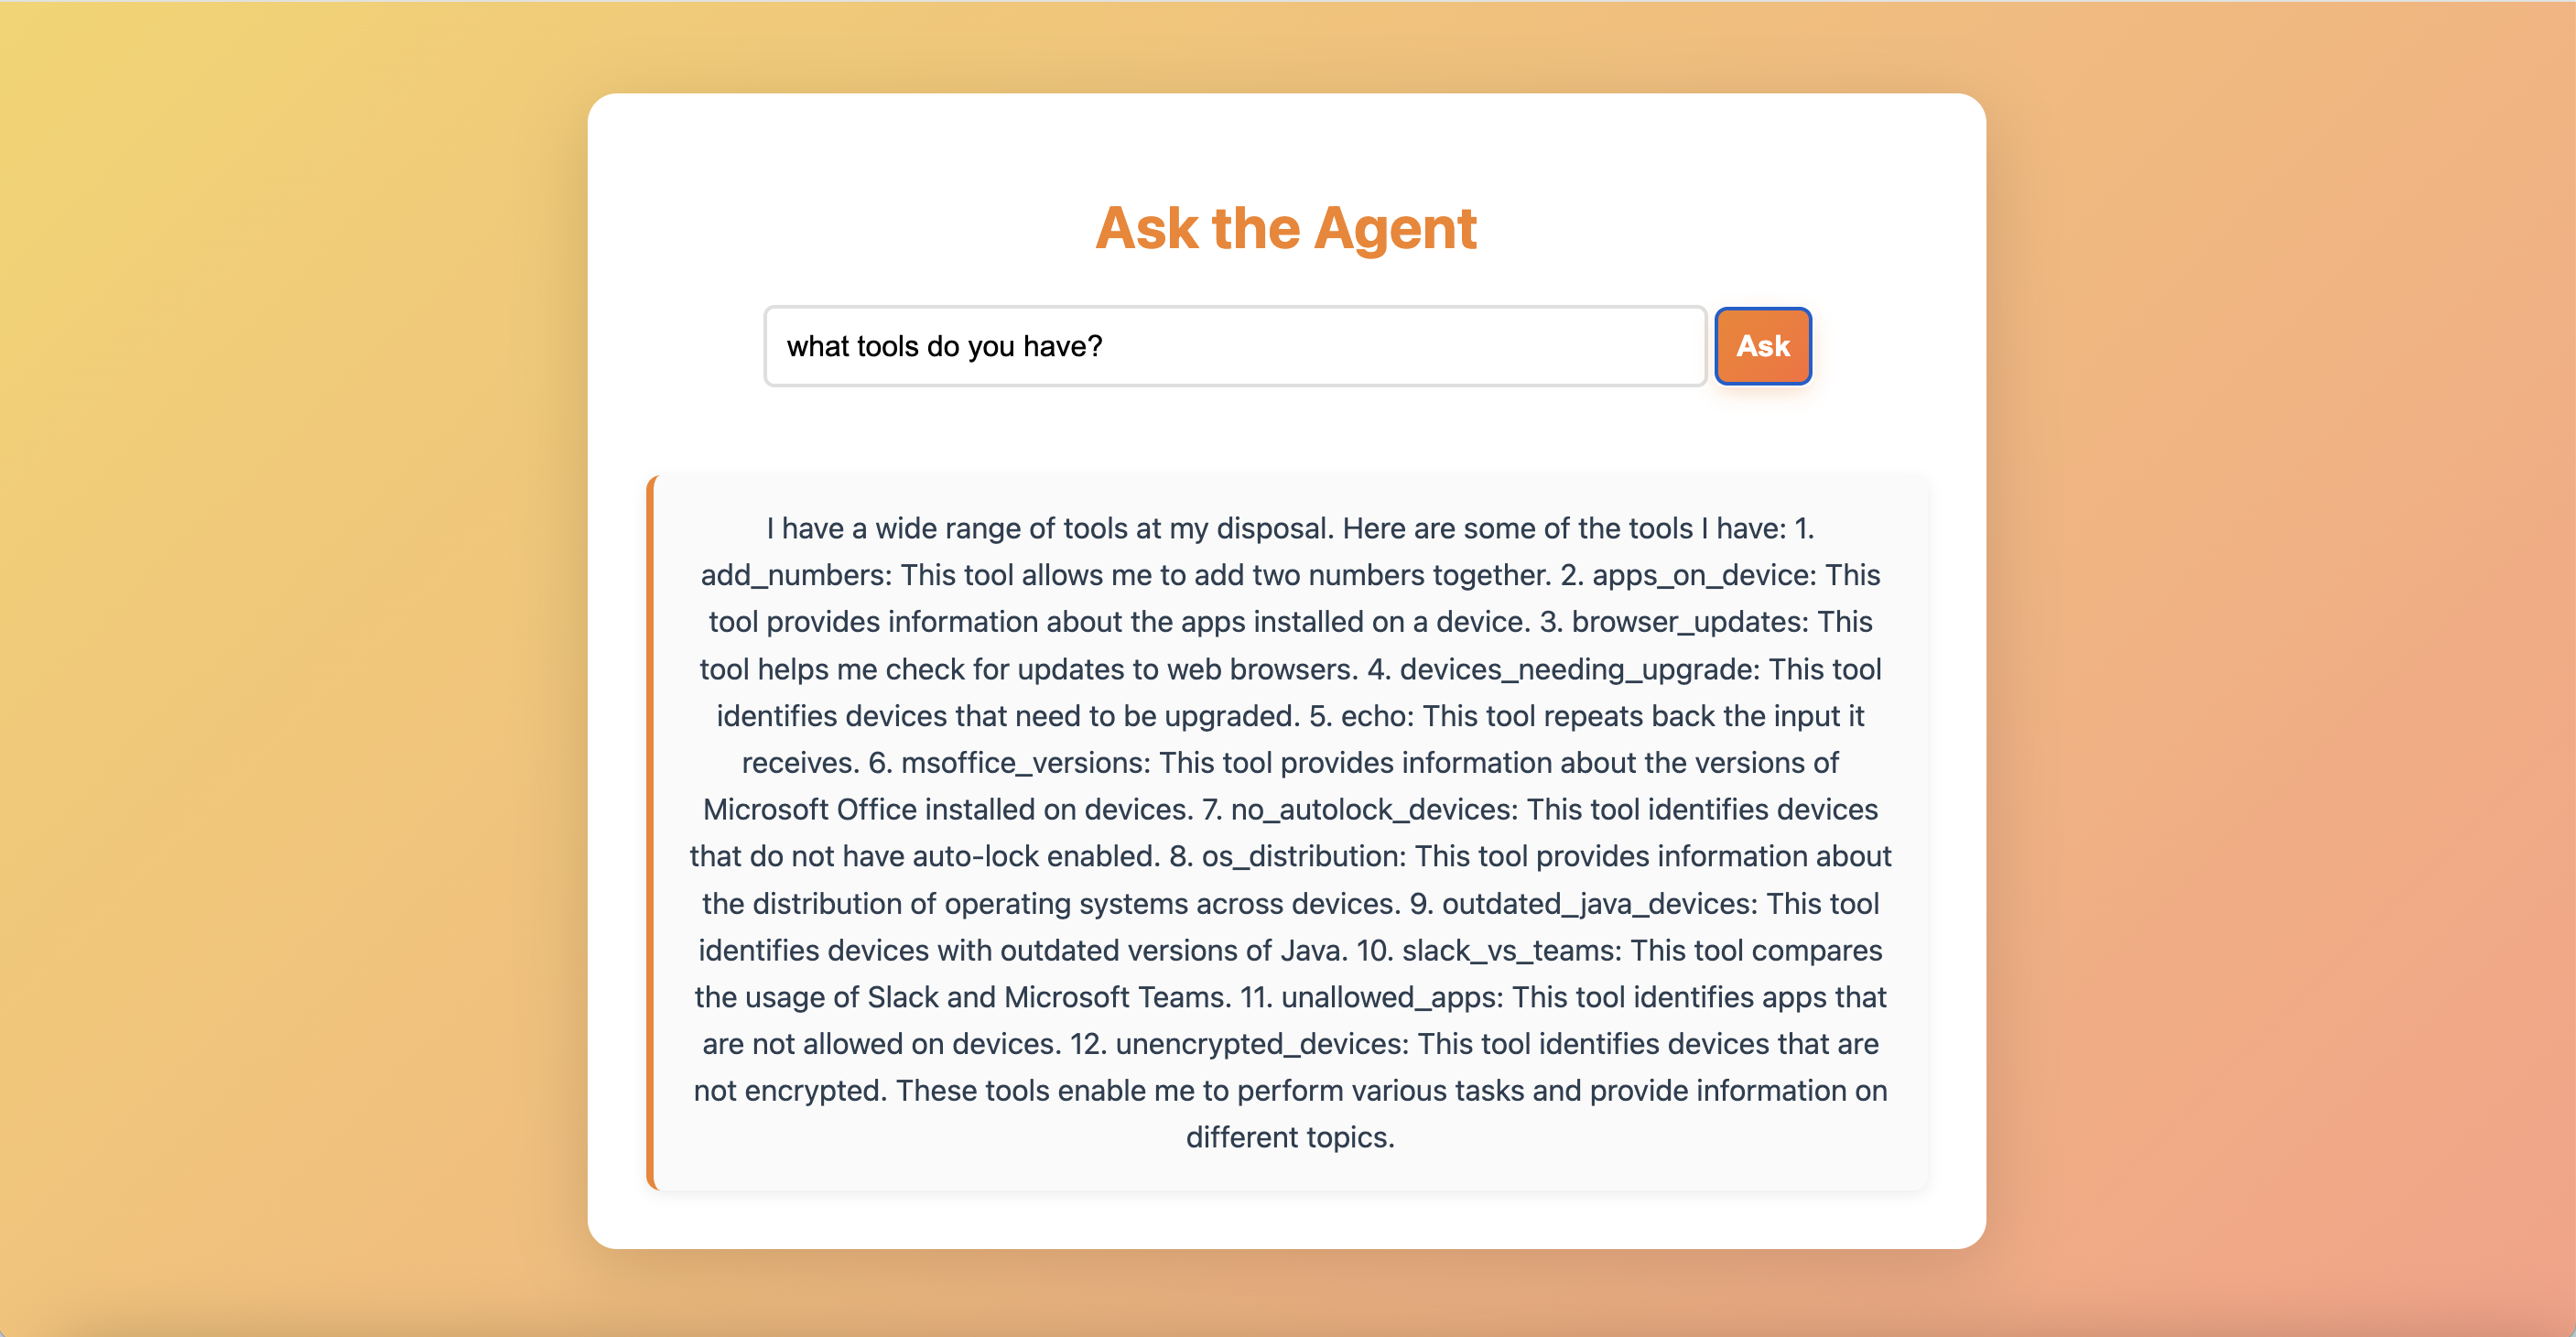 Ask the Agent
what tools do you have?
Ask
I have a wide range of tools at my disposal. Here are some of the tools I have: 1.
add_numbers: This tool allows me to add two numbers together. 2. apps_on_device: This
tool provides information about the apps installed on a device. 3. browser_updates: This
tool helps me check for updates to web browsers. 4. devices_needing_upgrade: This tool
identifies devices that need to be upgraded. 5. echo: This tool repeats back the input it
receives. 6. msoffice_versions: This tool provides information about the versions of
Microsoft Office installed on devices. 7. no_autolock_devices: This tool identifies devices
that do not have auto-lock enabled. 8. os_distribution: This tool provides information about
the distribution of operating systems across devices. 9. outdated_java_devices: This tool
identifies devices with outdated versions of Java. 10. slack_vs_teams: This tool compares
the usage of Slack and Microsoft Teams. 11. unallowed_apps: This tool identifies apps that
are not allowed on devices. 12. unencrypted_devices: This tool identifies devices that are
not encrypted. These tools enable me to perform various tasks and provide information on
different topics.